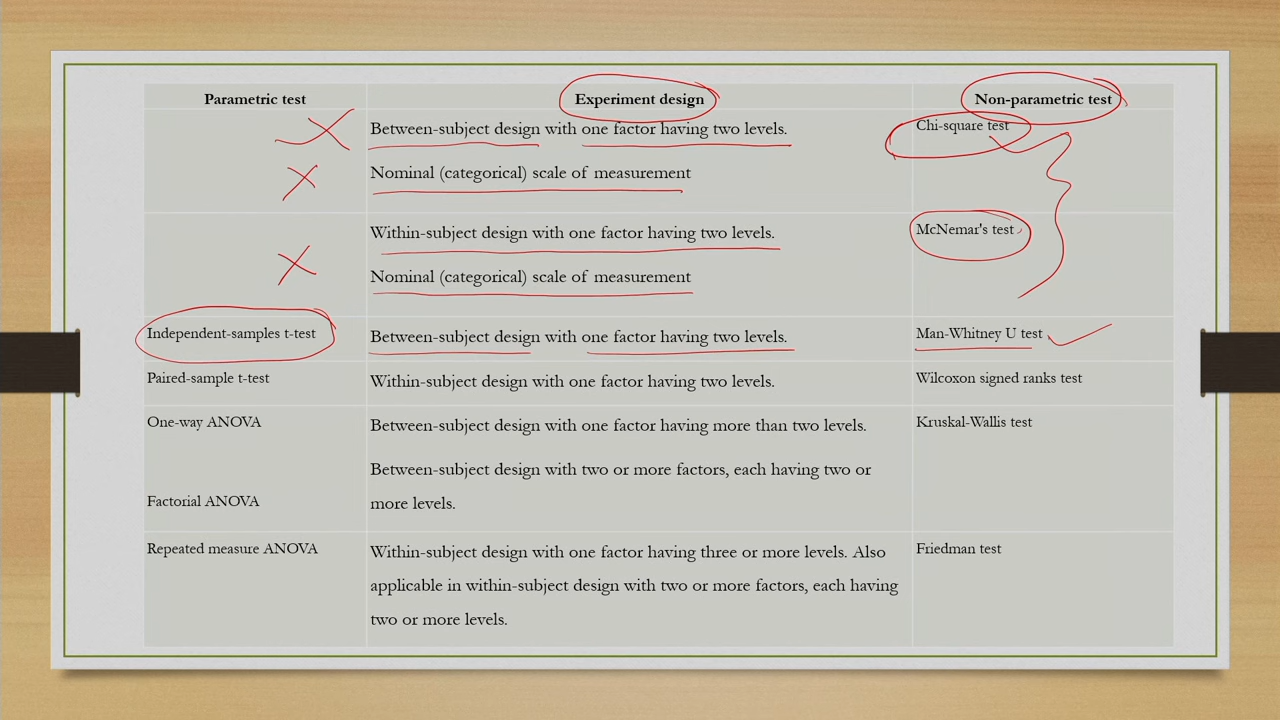 Parametric test Experiment design Non-parametric test
Between-subject design with one factor having two levels. Chi-square test
Nominal (categorical) scale of measurement
Within-subject design with one factor having two levels. McNemar's test
Nominal (categorical) scale of measurement
Independent-samples t-test Between-subject design with one factor having two levels. Man-Whitney U test
Paired-sample t-test Within-subject design with one factor having two levels. Wilcoxon signed ranks test
One-way ANOVA Between-subject design with one factor having more than two levels. Kruskal-Wallis test
Between-subject design with two or more factors, each having two or
Factorial ANOVA more levels.
Repeated measure ANOVA Within-subject design with one factor having three or more levels. Also Friedman test
applicable in within-subject design with two or more factors, each having
two or more levels.